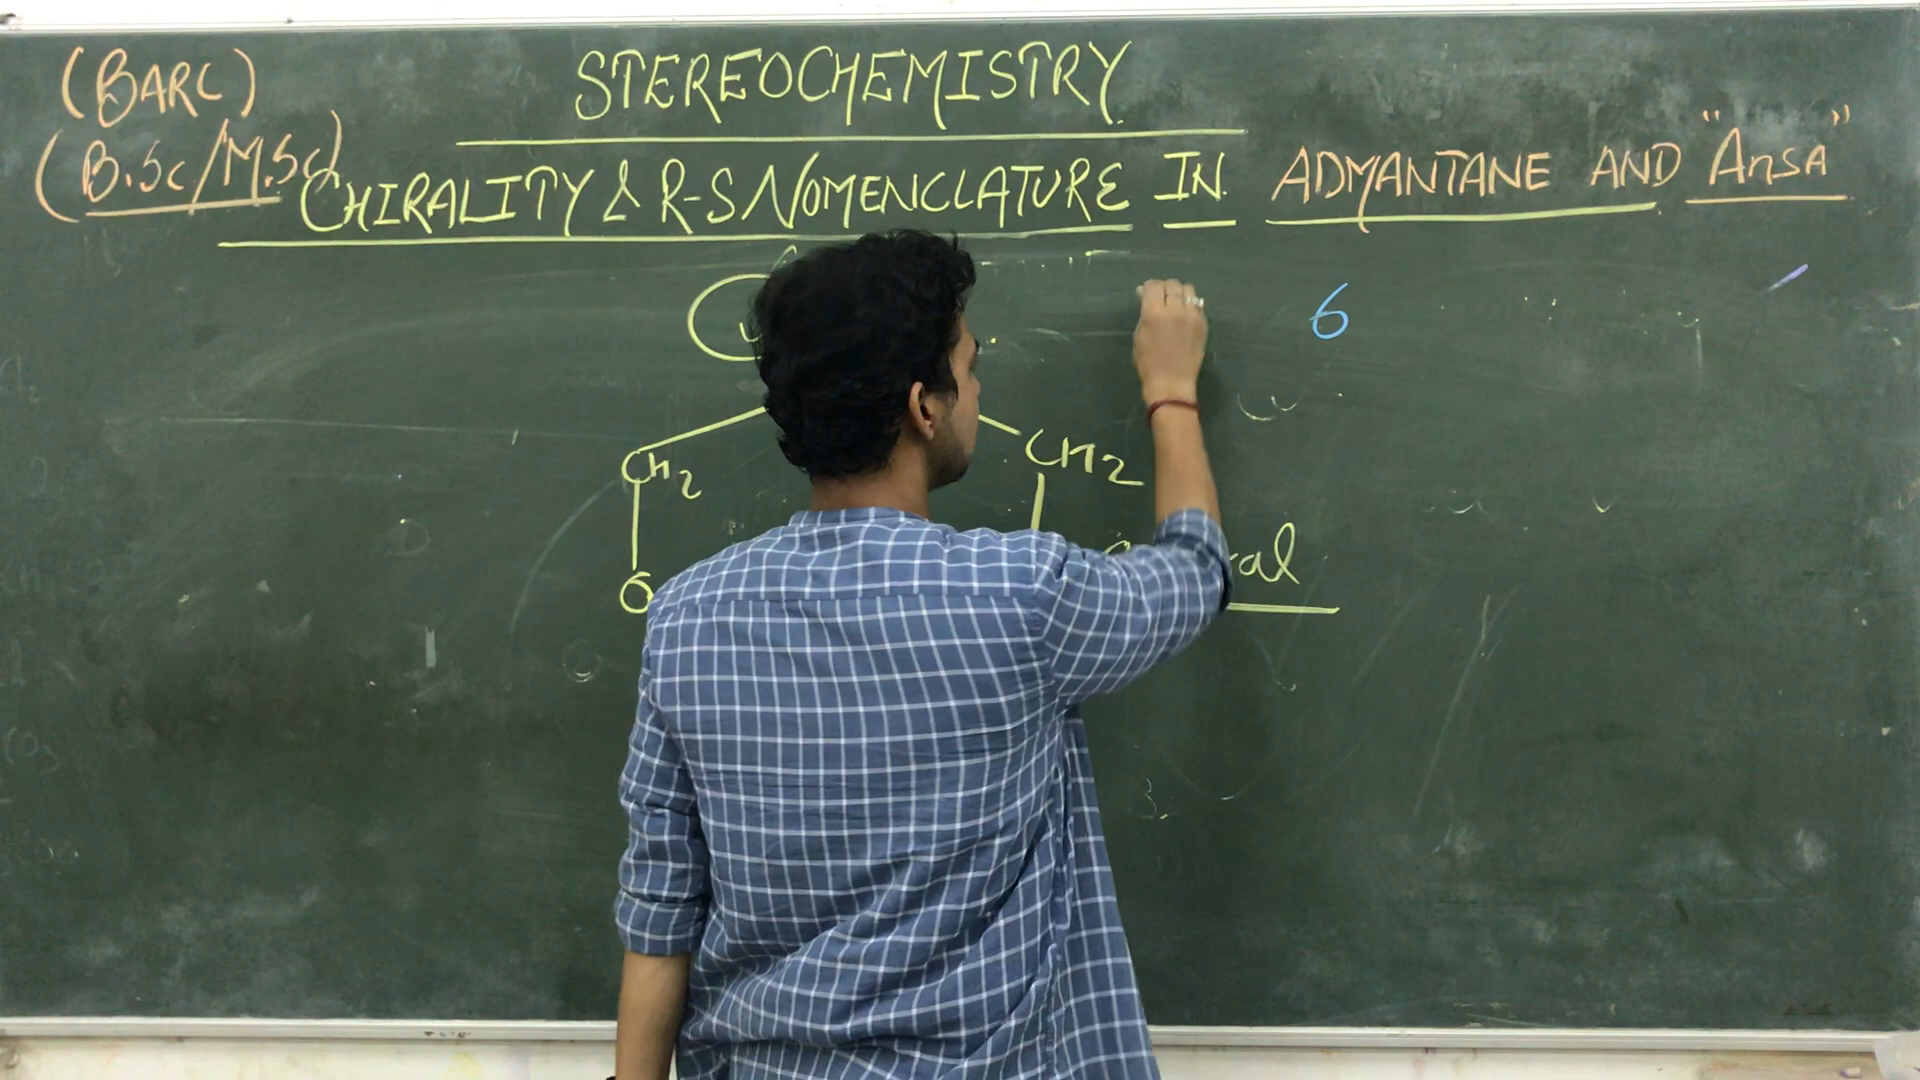 (BARC)
STEREOCHEMISTRY
(B.Sc/M.Sc)
CHIRALITY & R-S NOMENCLATURE IN ADMANTANE AND "Ansa"
6
CH2
CH2
O